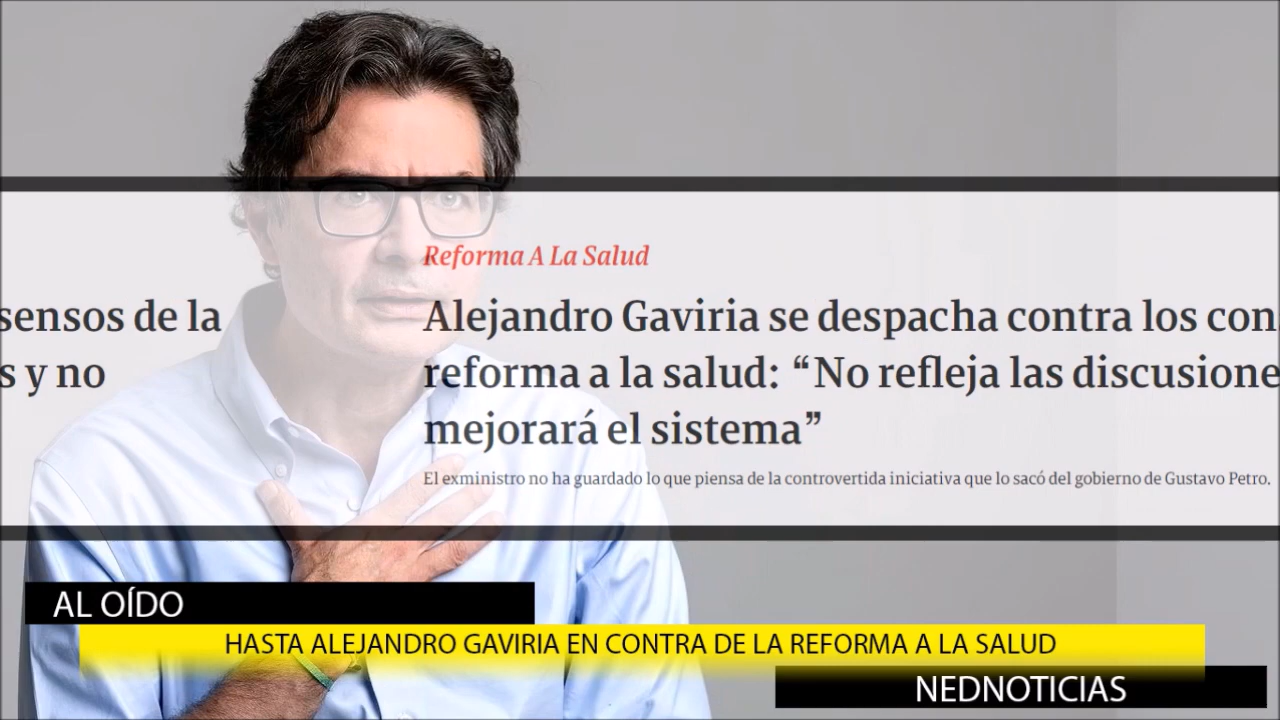 Reforma A La Salud
sensos de la
Alejandro Gaviria se despacha contra los con
s y no
reforma a la salud: “No refleja las discusione
mejorará el sistema”
El exministro no ha guardado lo que piensa de la controvertida iniciativa que lo sacó del gobierno de Gustavo Petro.
AL OÍDO
HASTA ALEJANDRO GAVIRIA EN CONTRA DE LA REFORMA A LA SALUD
NEDNOTICIAS